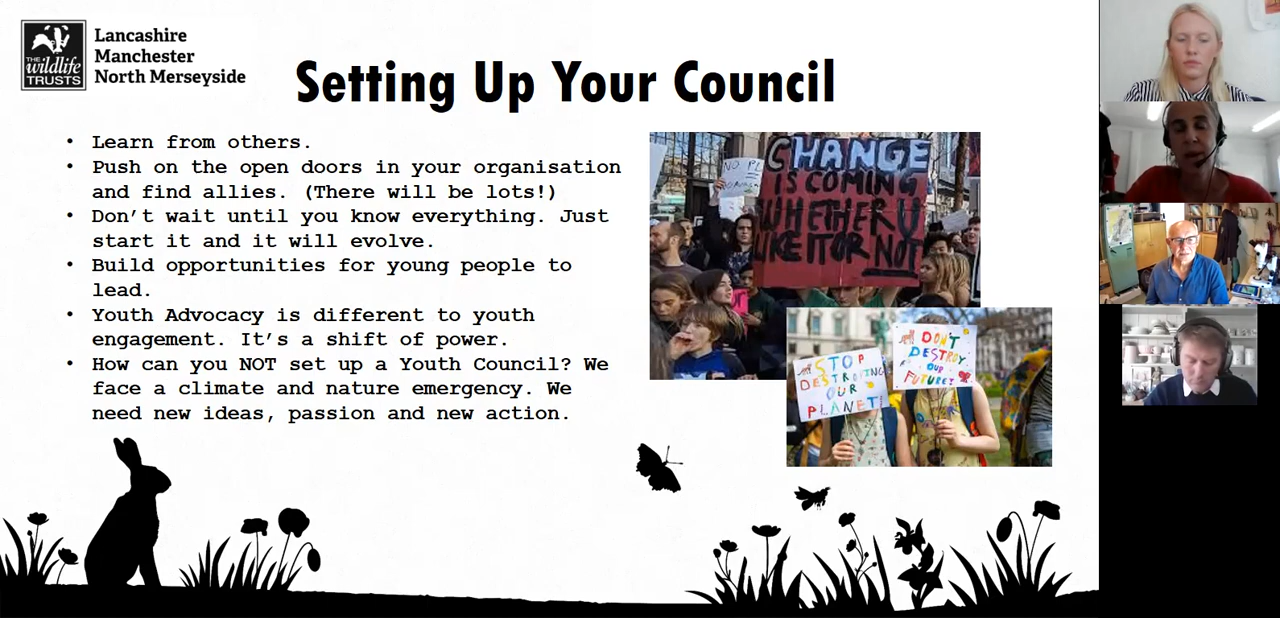 THE
wildlife
TRUSTS
Lancashire
Manchester
North Merseyside
Setting Up Your Council
• Learn from others.
• Push on the open doors in your organisation
and find allies. (There will be lots!)
• Don’t wait until you know everything. Just
start it and it will evolve.
• Build opportunities for young people to
lead.
• Youth Advocacy is different to youth
engagement. It’s a shift of power.
• How can you NOT set up a Youth Council? We
face a climate and nature emergency. We
need new ideas, passion and new action.
CHANGE
IS COMING
WHETHER U
LIKE IT OR NOT
STOP
DESTROYING
OUR
PLANET!
DON'T
DESTROY
OUR
FUTURE!